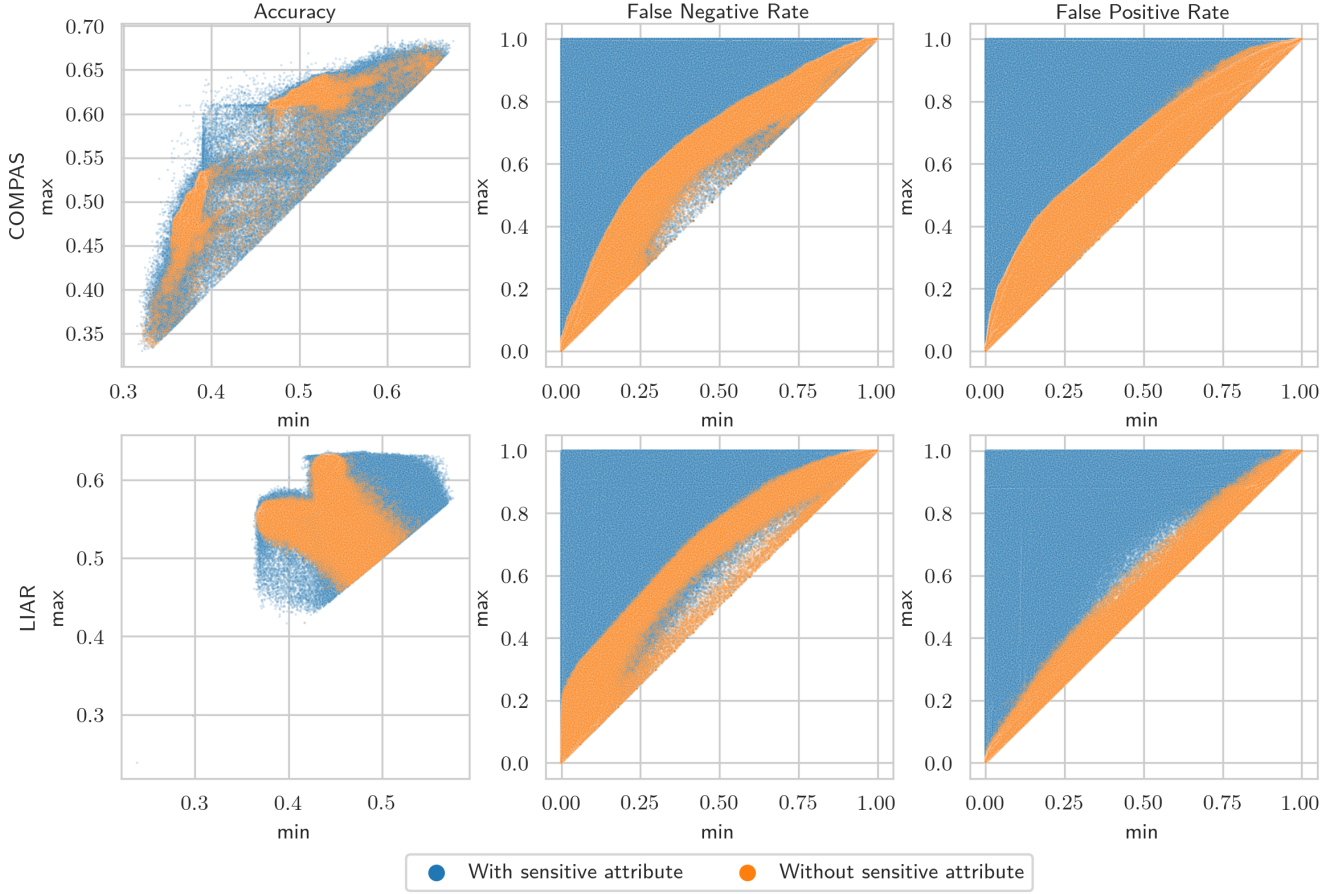 Accuracy
False Negative Rate
False Positive Rate
COMPAS
max
0.70
0.65
0.60
0.55
0.50
0.45
0.40
0.35
0.3 0.4 0.5 0.6
min
max
1.0
0.8
0.6
0.4
0.2
0.0
0.00 0.25 0.50 0.75 1.00
min
max
1.0
0.8
0.6
0.4
0.2
0.0
0.00 0.25 0.50 0.75 1.00
min
LIAR
max
0.6
0.5
0.4
0.3
0.3 0.4 0.5
min
max
1.0
0.8
0.6
0.4
0.2
0.0
0.00 0.25 0.50 0.75 1.00
min
max
1.0
0.8
0.6
0.4
0.2
0.0
0.00 0.25 0.50 0.75 1.00
min
With sensitive attribute
Without sensitive attribute